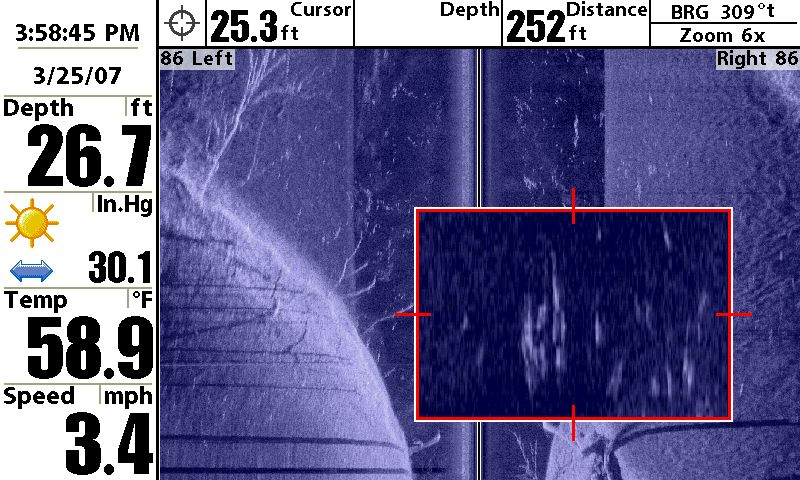 3:58:45 PM
3/25/07
Depth ft
26.7
In.Hg
30.1
Temp °F
58.9
Speed mph
3.4
Cursor Depth
25.3 ft
Distance
252 ft
BRG 309°t
Zoom 6x
86 Left
Right 86